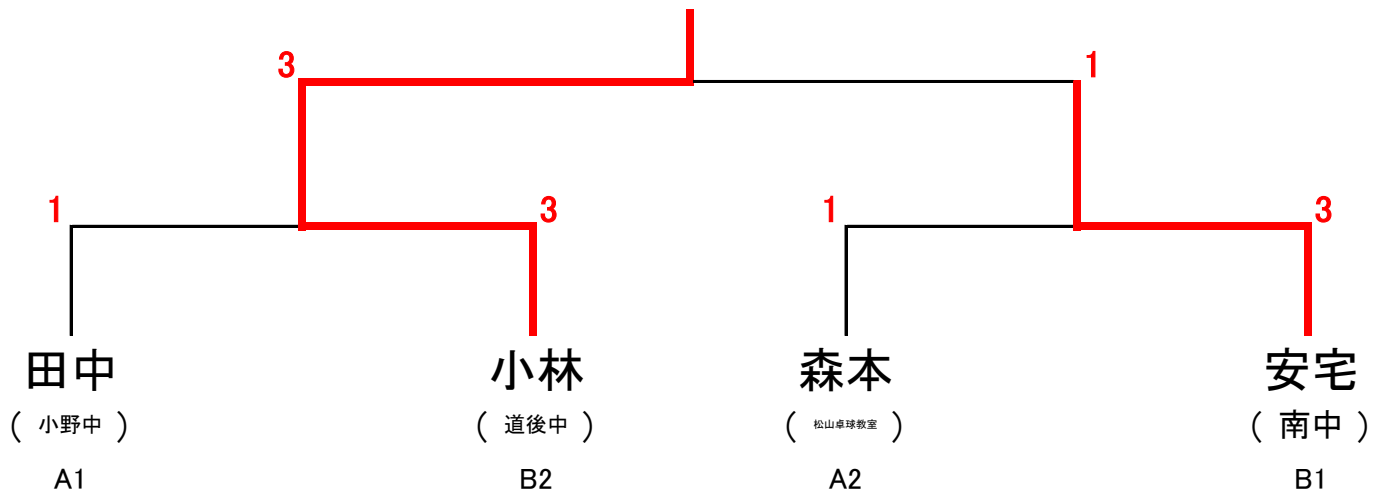 3 1
1 3 1 3
田中 小林 森本 安宅
( 小野中 ) ( 道後中 ) ( 松山卓球教室 ) ( 南中 )
A1 B2 A2 B1